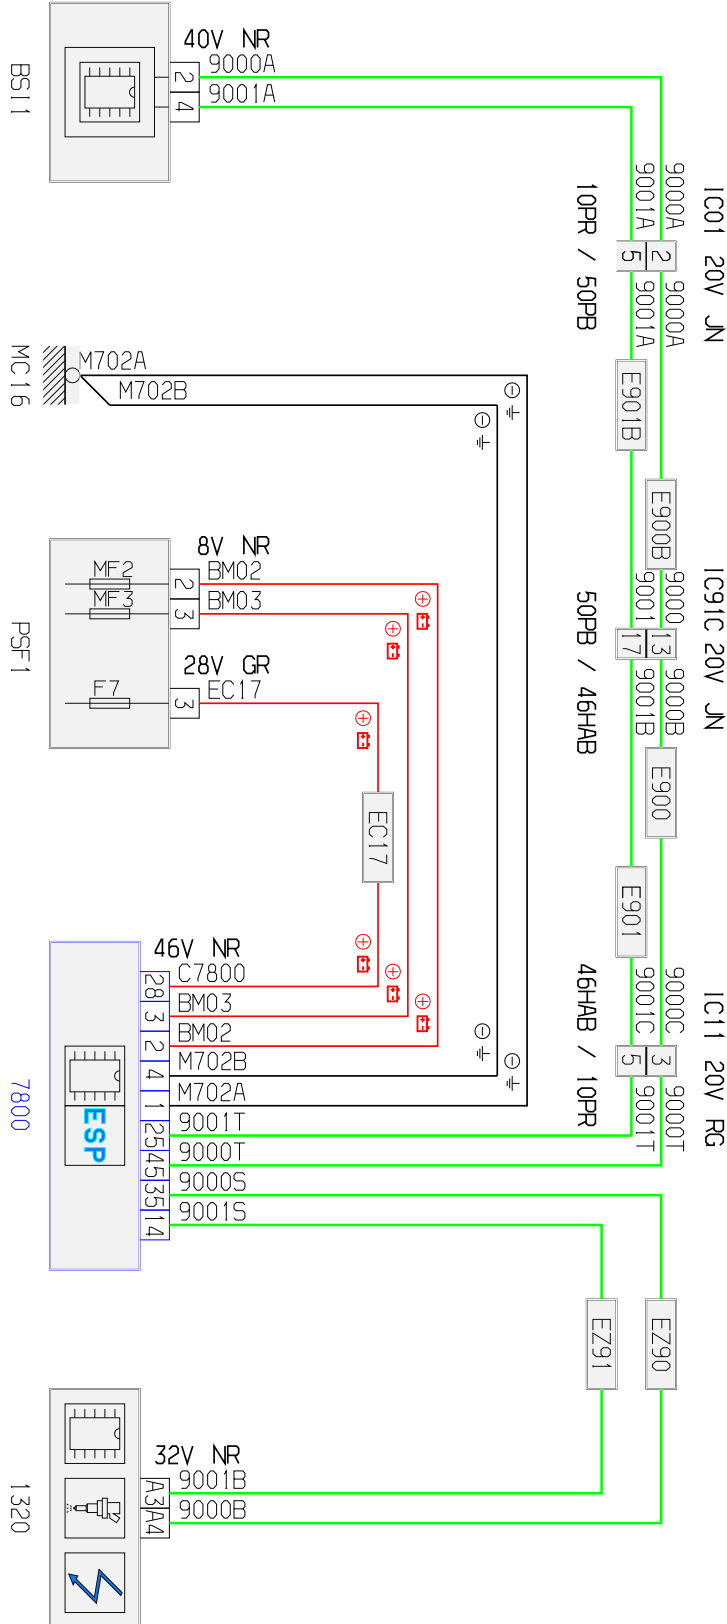 40V NR
9000A
2
9001A
4
BSI1
IC01 20V JN
9000A
9001A
2
5
9000A
9001A
10PR / 50PB
E901B
M702A
M702B
MC16
E900B
IC91C 20V JN
9000
9001
13
17
9000B
9001B
50PB / 46HAB
8V NR
BM02
MF2
2
BM03
MF3
3
28V GR
EC17
F7
3
PSF1
E900
EC17
E901
46V NR
C7800
28
BM03
3
BM02
2
M702B
4
M702A
1
9001T
25
9000T
45
9000S
35
9001S
14
ESP
7800
IC11 20V RG
9000C
9001C
3
5
9000T
9001T
46HAB / 10PR
EZ91
EZ90
32V NR
9001B
A3
9000B
A4
1320